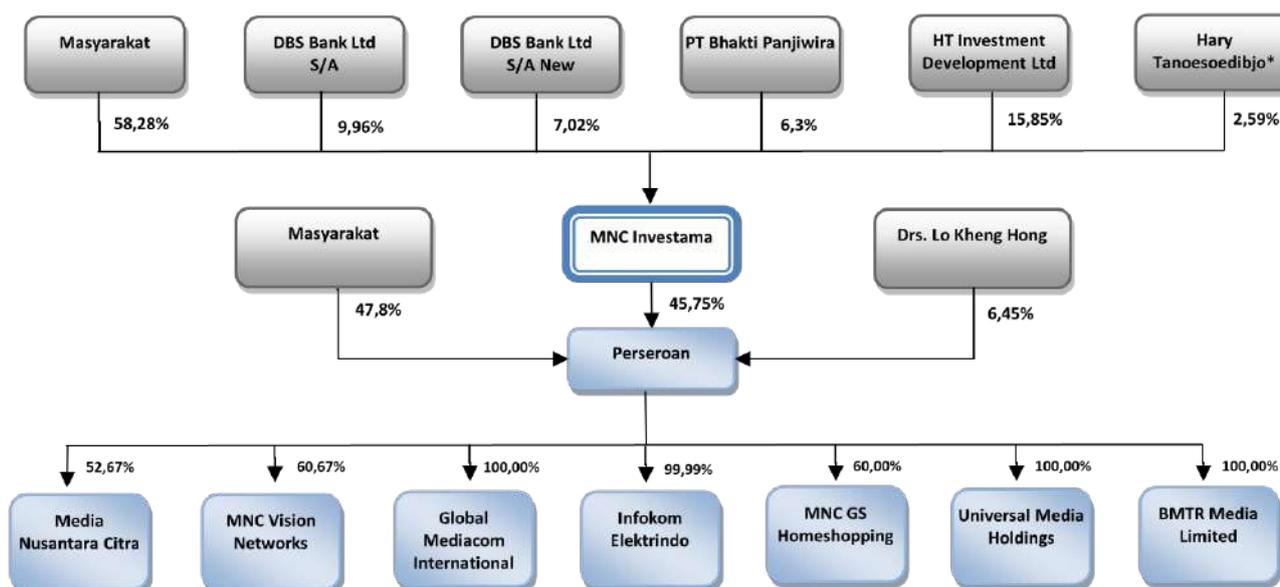 Masyarakat
DBS Bank Ltd
S/A
DBS Bank Ltd
S/A New
PT Bhakti Panjiwira
HT Investment
Development Ltd
Hary
Tanoesoedibjo*
58,28%
9,96%
7,02%
6,3%
15,85%
2,59%
Masyarakat
MNC Investama
Drs. Lo Kheng Hong
47,8%
45,75%
6,45%
Perseroan
52,67%
60,67%
100,00%
99,99%
60,00%
100,00%
100,00%
Media
Nusantara Citra
MNC Vision
Networks
Global
Mediacom
International
Infokom
Elektrindo
MNC GS
Homeshopping
Universal Media
Holdings
BMTR Media
Limited